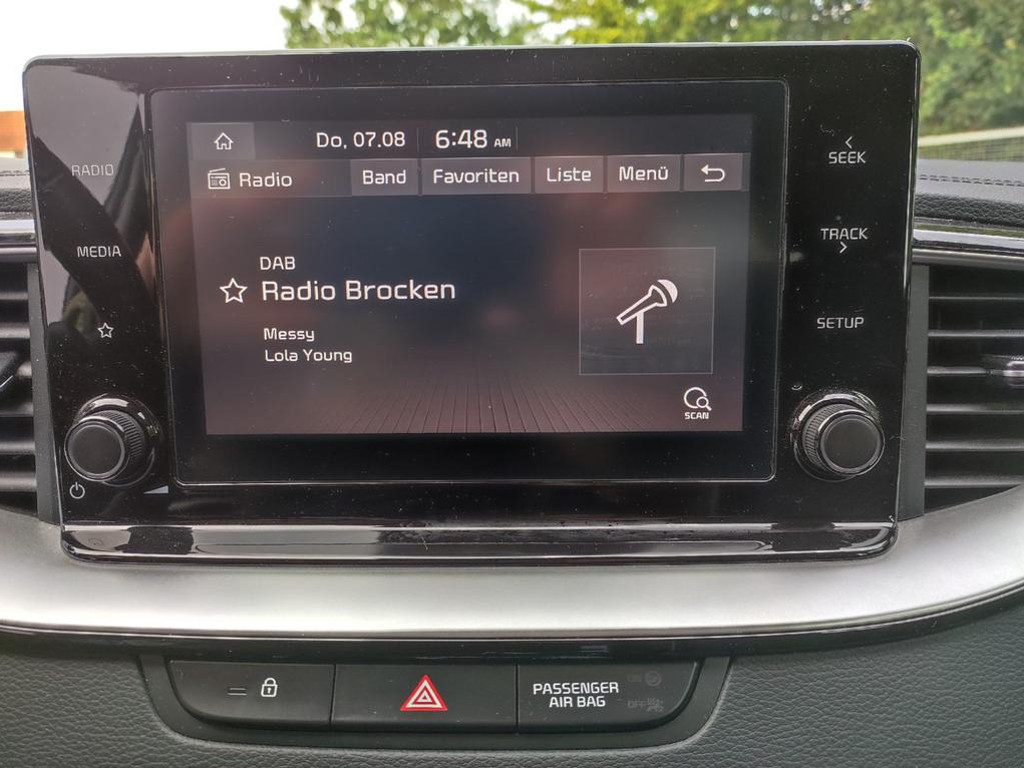 Do, 07.08 6:48 AM
Radio Band Favoriten Liste Menü
DAB
Radio Brocken
Messy
Lola Young
SCAN
RADIO
MEDIA
SEEK
TRACK
SETUP
PASSENGER
AIR BAG
OFF